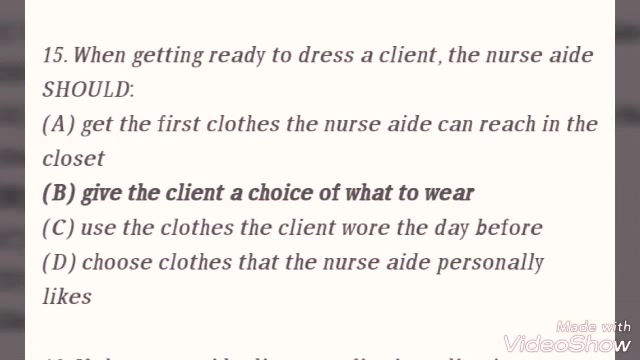 15. When getting ready to dress a client, the nurse aide
SHOULD:
(A) get the first clothes the nurse aide can reach in the
closet
(B) give the client a choice of what to wear
(C) use the clothes the client wore the day before
(D) choose clothes that the nurse aide personally
likes
Made with
VideoShow